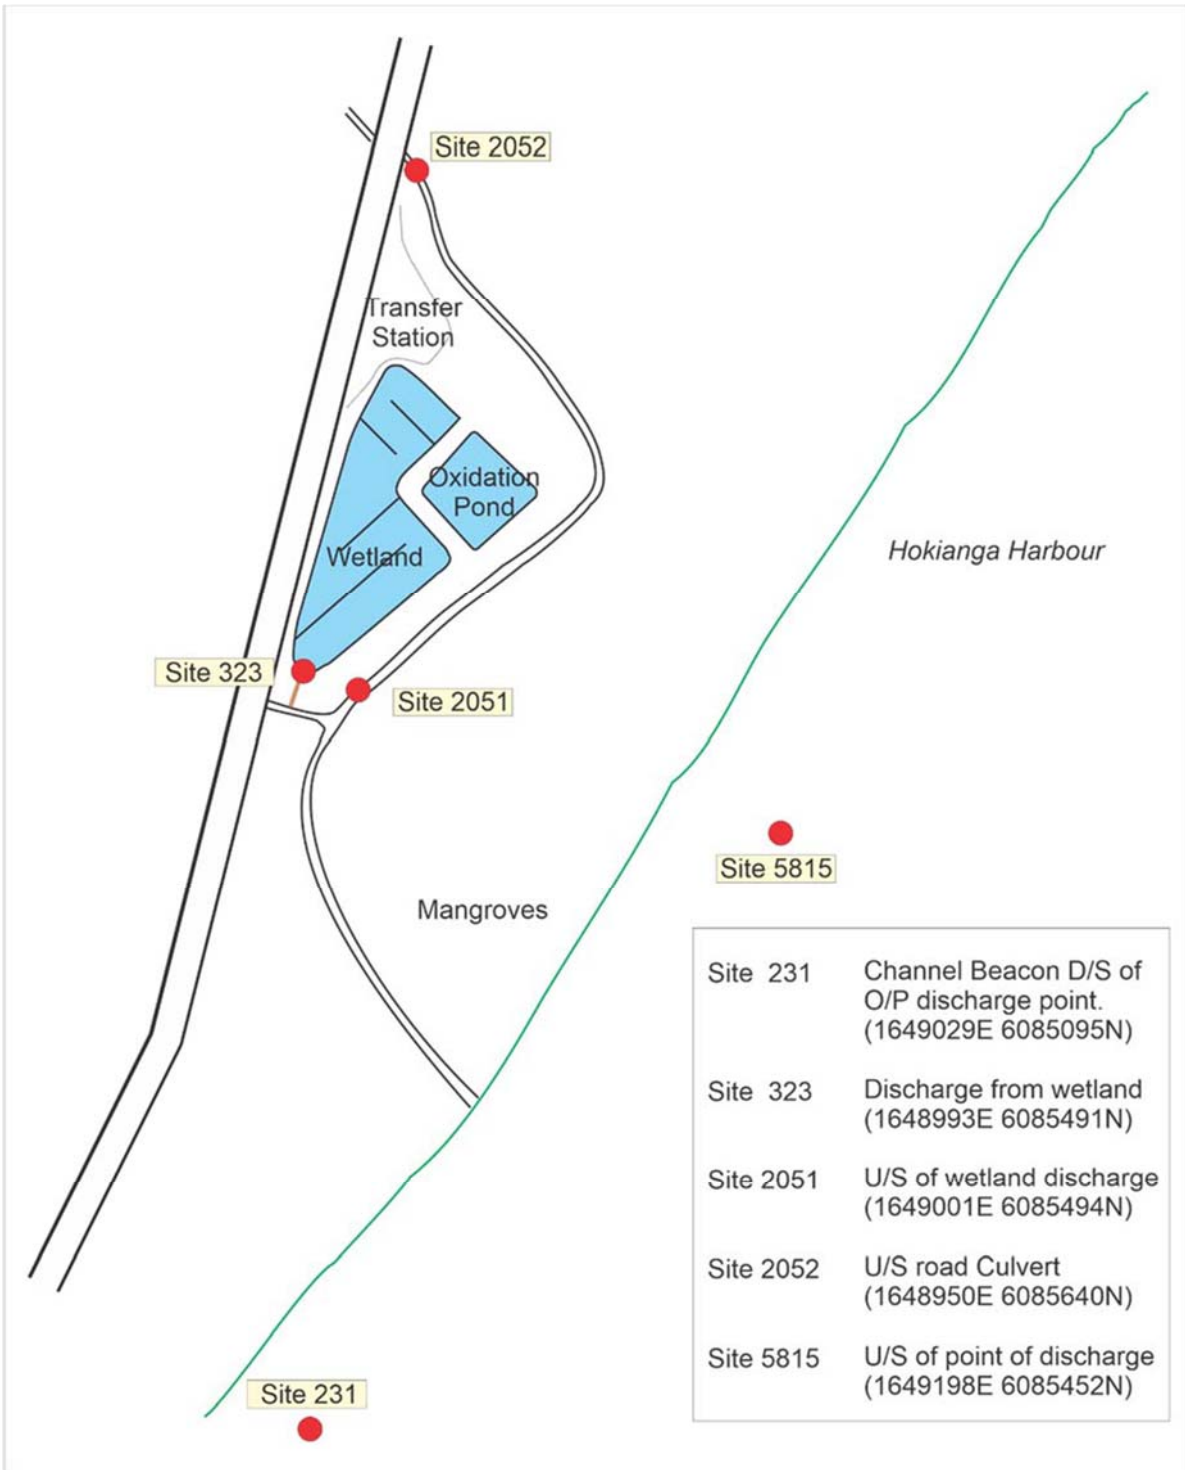 Site 2052
Transfer
Station
Oxidation
Pond
Hokianga Harbour
Wetland
Site 323
Site 2051
Site 5815
Mangroves
Site 231 Channel Beacon D/S of
O/P discharge point.
(1649029E 6085095N)
Site 323 Discharge from wetland
(1648993E 6085491N)
Site 2051 U/S of wetland discharge
(1649001E 6085494N)
Site 2052 U/S road Culvert
(1648950E 6085640N)
Site 5815 U/S of point of discharge
(1649198E 6085452N)
Site 231